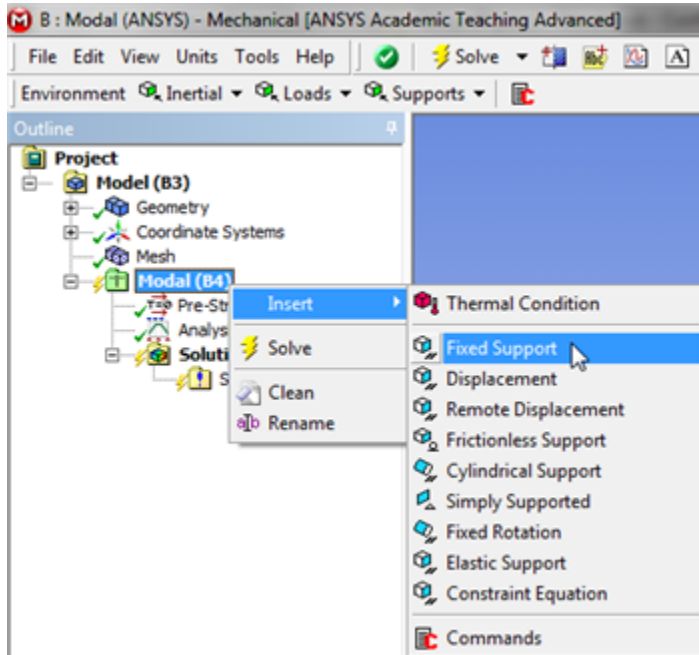 B : Modal (ANSYS) - Mechanical [ANSYS Academic Teaching Advanced]
File Edit View Units Tools Help Solve A
Environment Inertial Loads Supports
Outline
Project
Model (B3)
Geometry
Coordinate Systems
Mesh
Modal (B4)
Pre-Str
Analys
Soluti
S
Insert
Solve
Clean
Rename
Thermal Condition
Fixed Support
Displacement
Remote Displacement
Frictionless Support
Cylindrical Support
Simply Supported
Fixed Rotation
Elastic Support
Constraint Equation
Commands